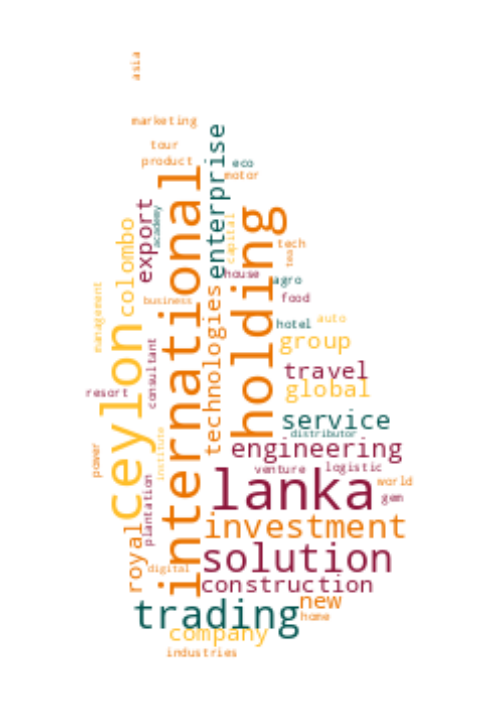 asia
marketing
tour
product
enterprise
eco
motor
international
export
academy
colombo
capital
holding
tech
tea
house
agro
food
management
business
technologies
hotel
auto
group
ceylon
consultant
travel
global
resort
service
distributor
engineering
institute
power
venture
logistic
plantation
lanka
world
gem
investment
royal
solution
digital
construction
new
trading
home
company
industries